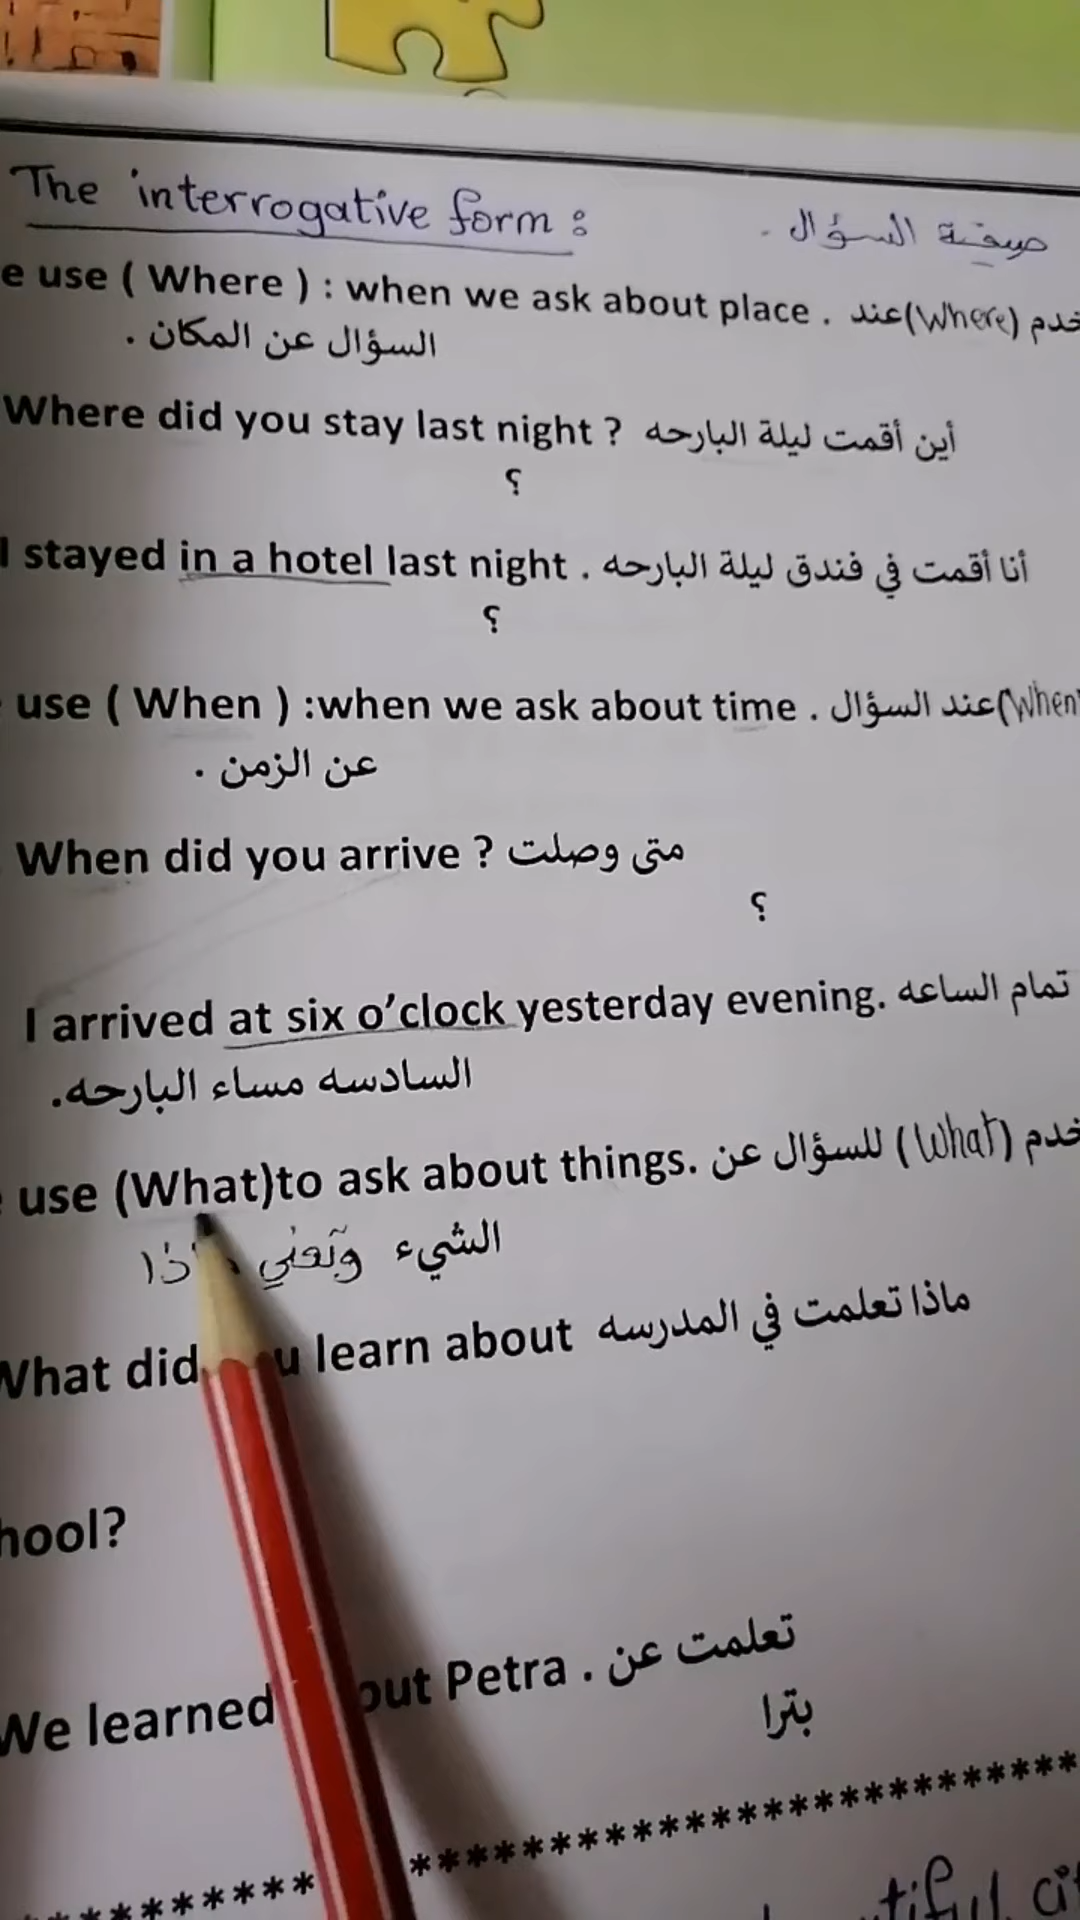 The interrogative form : صيغة السؤال .
e use ( Where ) : when we ask about place . خدم (Where)عند
السؤال عن المكان .
Where did you stay last night ? أين أقمت ليلة البارحه
؟
I stayed in a hotel last night . أنا أقمت في فندق ليلة البارحه
؟
use ( When ) :when we ask about time . When)عند السؤال
عن الزمن .
When did you arrive ? متى وصلت
؟
I arrived at six o’clock yesterday evening. تمام الساعه
السادسه مساء البارحه.
use (What)to ask about things. خدم (What) للسؤال عن
الشيء وتعني
What did u learn about ماذا تعلمت في المدرسه
hool?
We learned out Petra . تعلمت عن
بترا